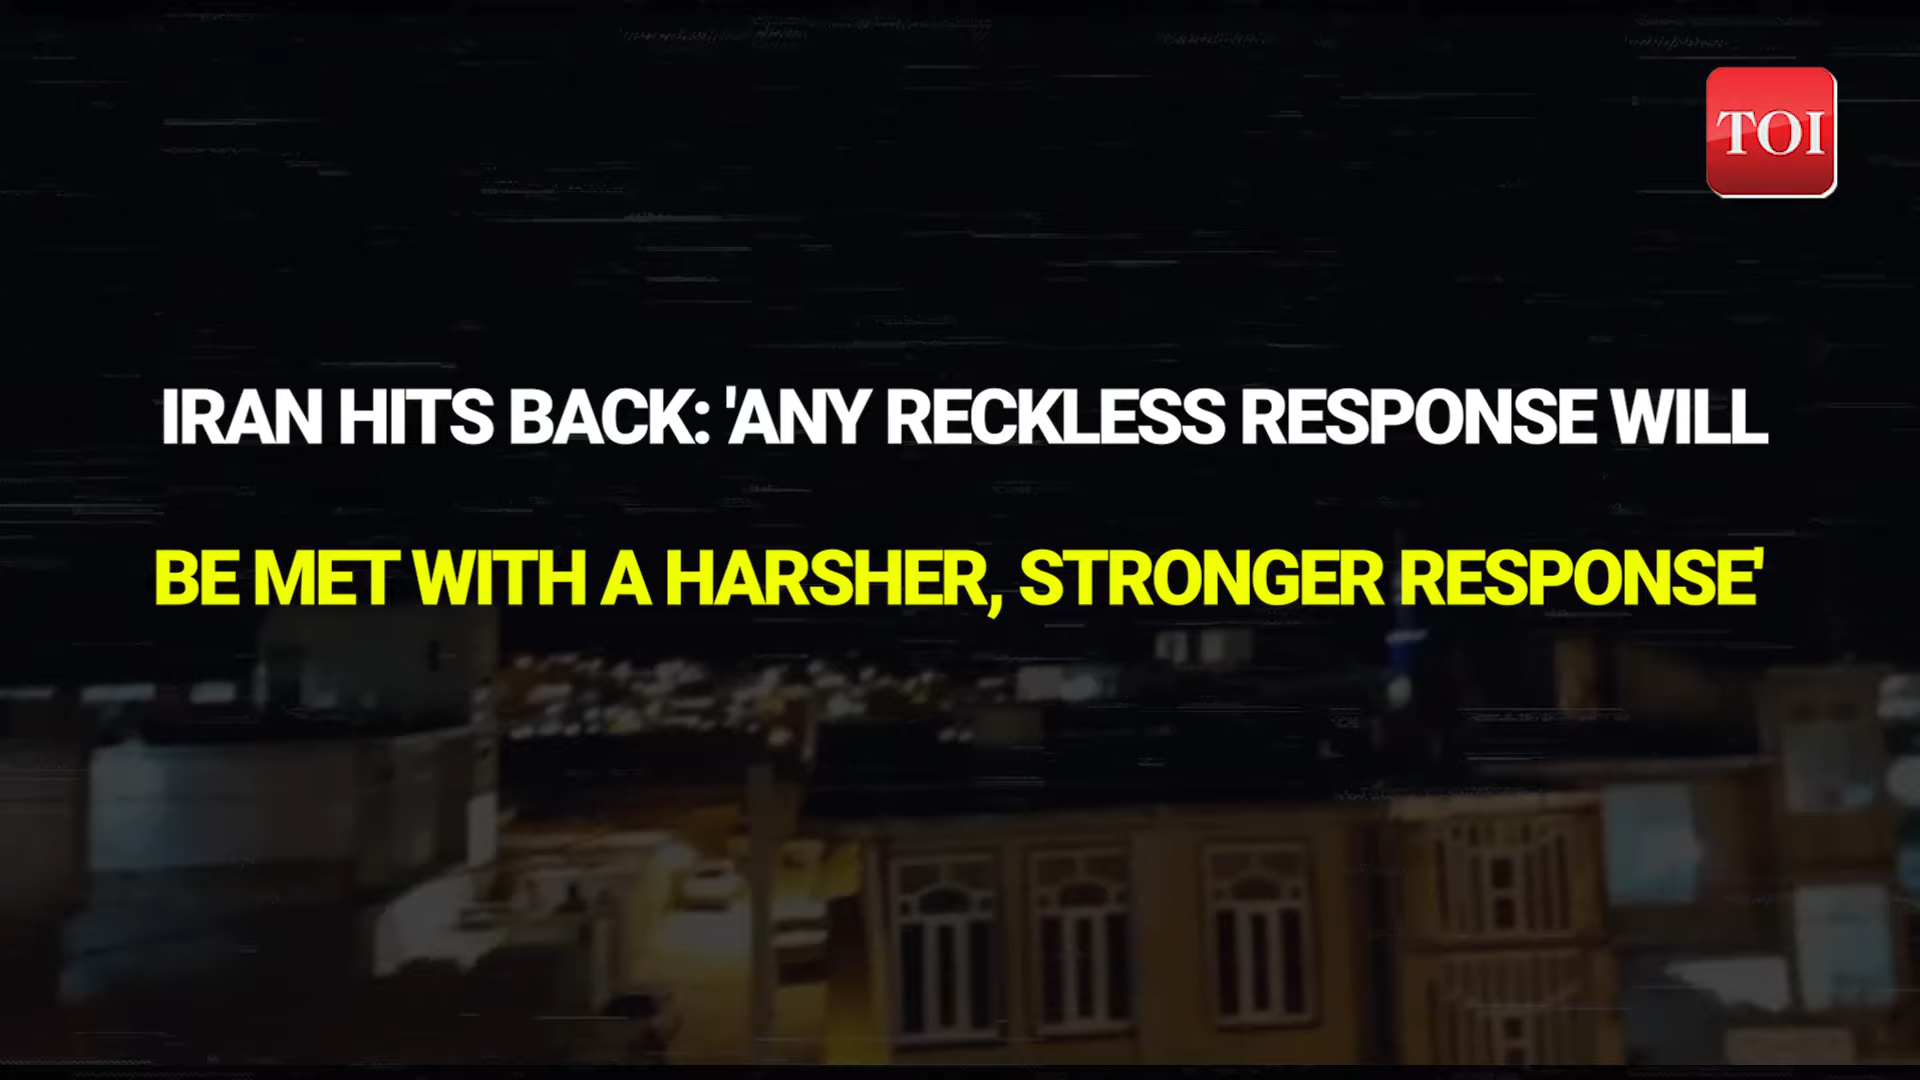 TOI
IRAN HITS BACK: 'ANY RECKLESS RESPONSE WILL
BE MET WITH A HARSHER, STRONGER RESPONSE'